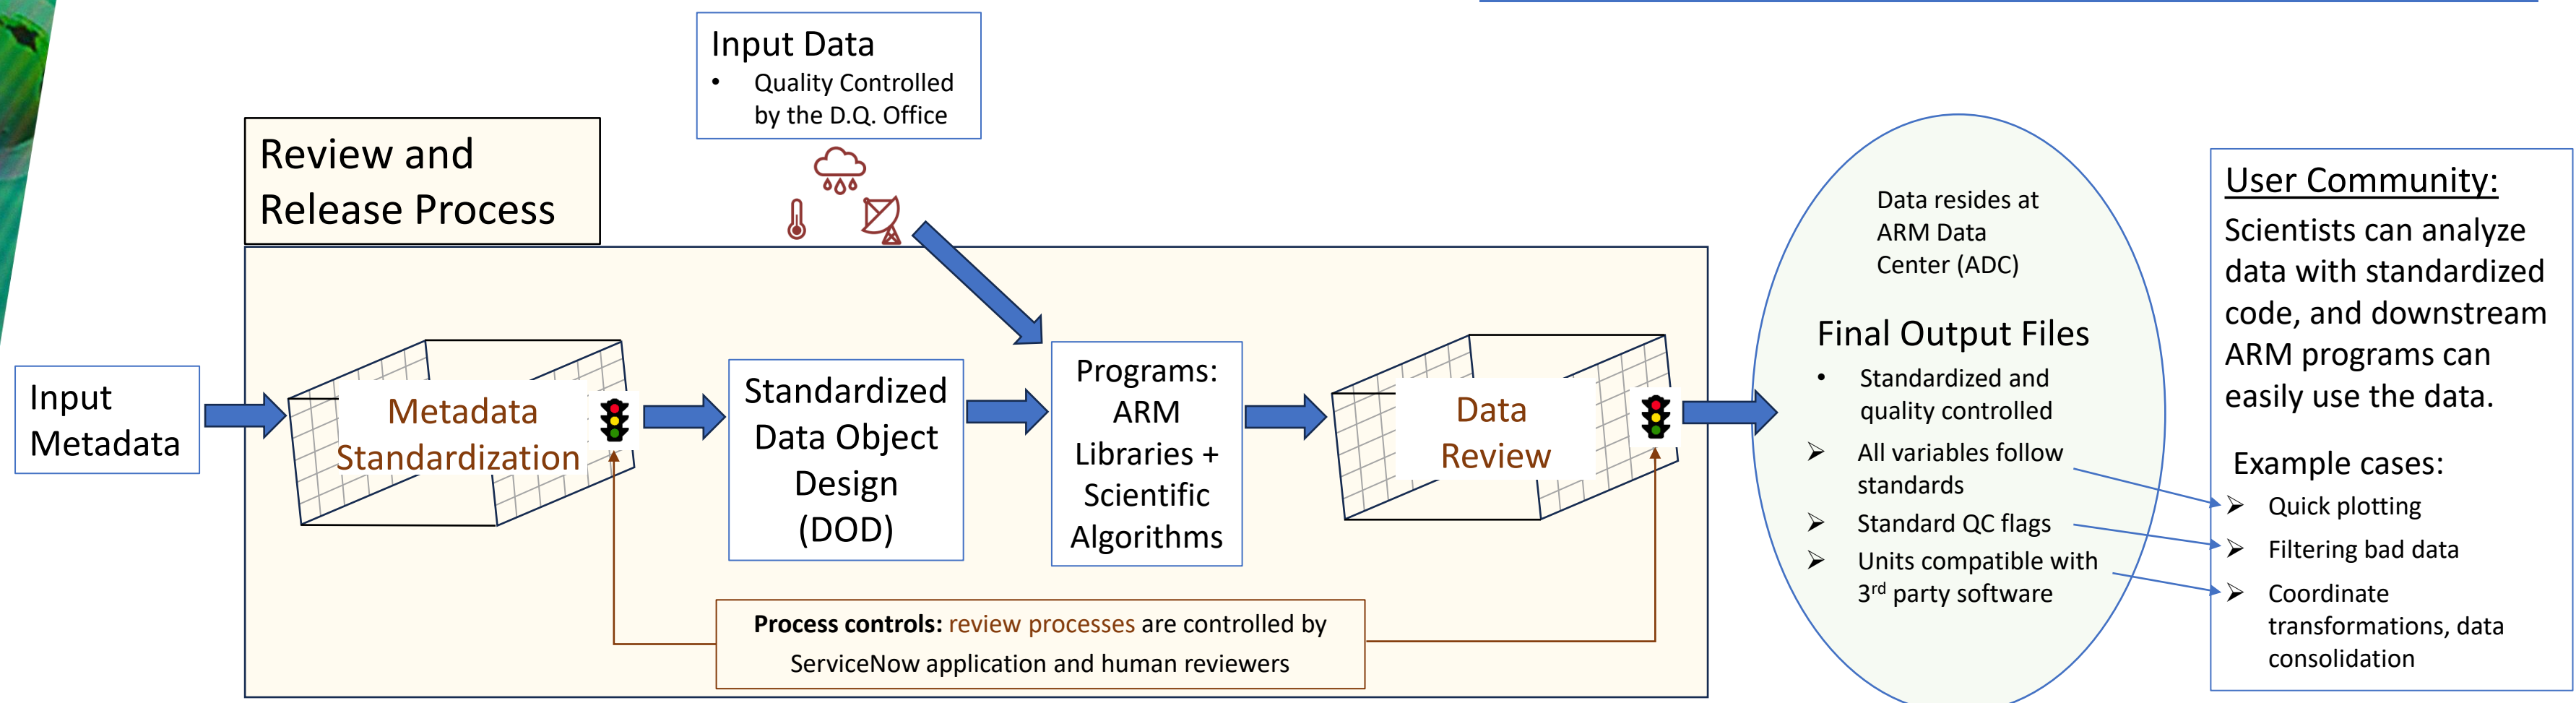 Input Data
• Quality Controlled
by the D.Q. Office
Review and
Release Process
Input
Metadata
Metadata
Standardization
Standardized
Data Object
Design
(DOD)
Programs:
ARM
Libraries +
Scientific
Algorithms
Data
Review
Process controls: review processes are controlled by
ServiceNow application and human reviewers
Data resides at
ARM Data
Center (ADC)
Final Output Files
• Standardized and
quality controlled
➢ All variables follow
standards
➢ Standard QC flags
➢ Units compatible with
3rd party software
User Community:
Scientists can analyze
data with standardized
code, and downstream
ARM programs can
easily use the data.
Example cases:
➢ Quick plotting
➢ Filtering bad data
➢ Coordinate
transformations, data
consolidation